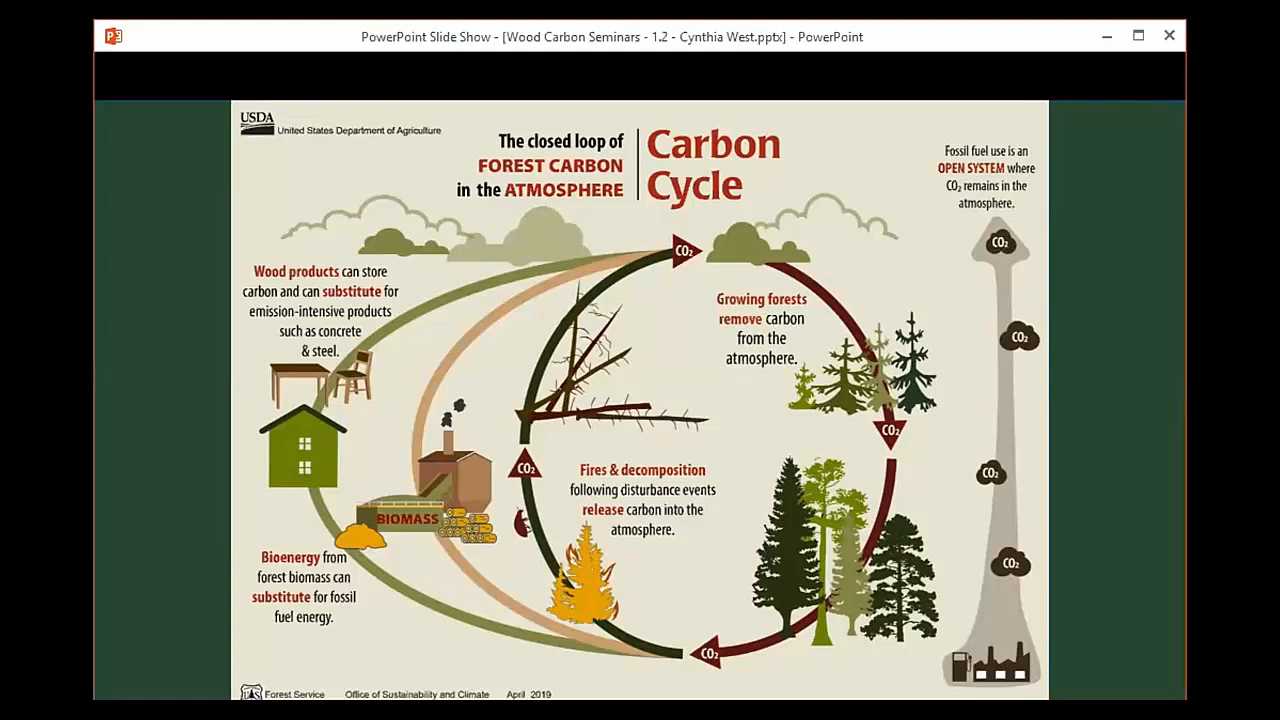 PowerPoint Slide Show - [Wood Carbon Seminars - 1.2 - Cynthia West.pptx] - PowerPoint
USDA
United States Department of Agriculture
The closed loop of
FOREST CARBON
in the ATMOSPHERE
Carbon
Cycle
Fossil fuel use is an
OPEN SYSTEM where
CO₂ remains in the
atmosphere.
CO₂
CO₂
Wood products can store
carbon and can substitute for
emission-intensive products
such as concrete
& steel.
Growing forests
remove carbon
from the
atmosphere.
CO₂
CO₂
CO₂
Fires & decomposition
following disturbance events
release carbon into the
atmosphere.
CO₂
BIOMASS
Bioenergy from
forest biomass can
substitute for fossil
fuel energy.
CO₂
CO₂
Forest Service
Office of Sustainability and Climate
April 2019